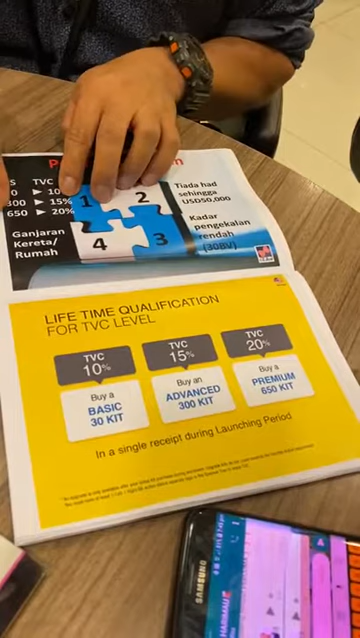 S TVC
0 ► 10
300 ► 15%
650 ► 20%
1
2
3
4
Tiada had
sehingga
USD50,000
Kadar
pengekalan
rendah
(30BV)
Ganjaran
Kereta/
Rumah
LIFE TIME QUALIFICATION
FOR TVC LEVEL
TVC
10%
Buy a
BASIC
30 KIT
TVC
15%
Buy an
ADVANCED
300 KIT
TVC
20%
Buy a
PREMIUM
650 KIT
In a single receipt during Launching Period
SAMSUNG